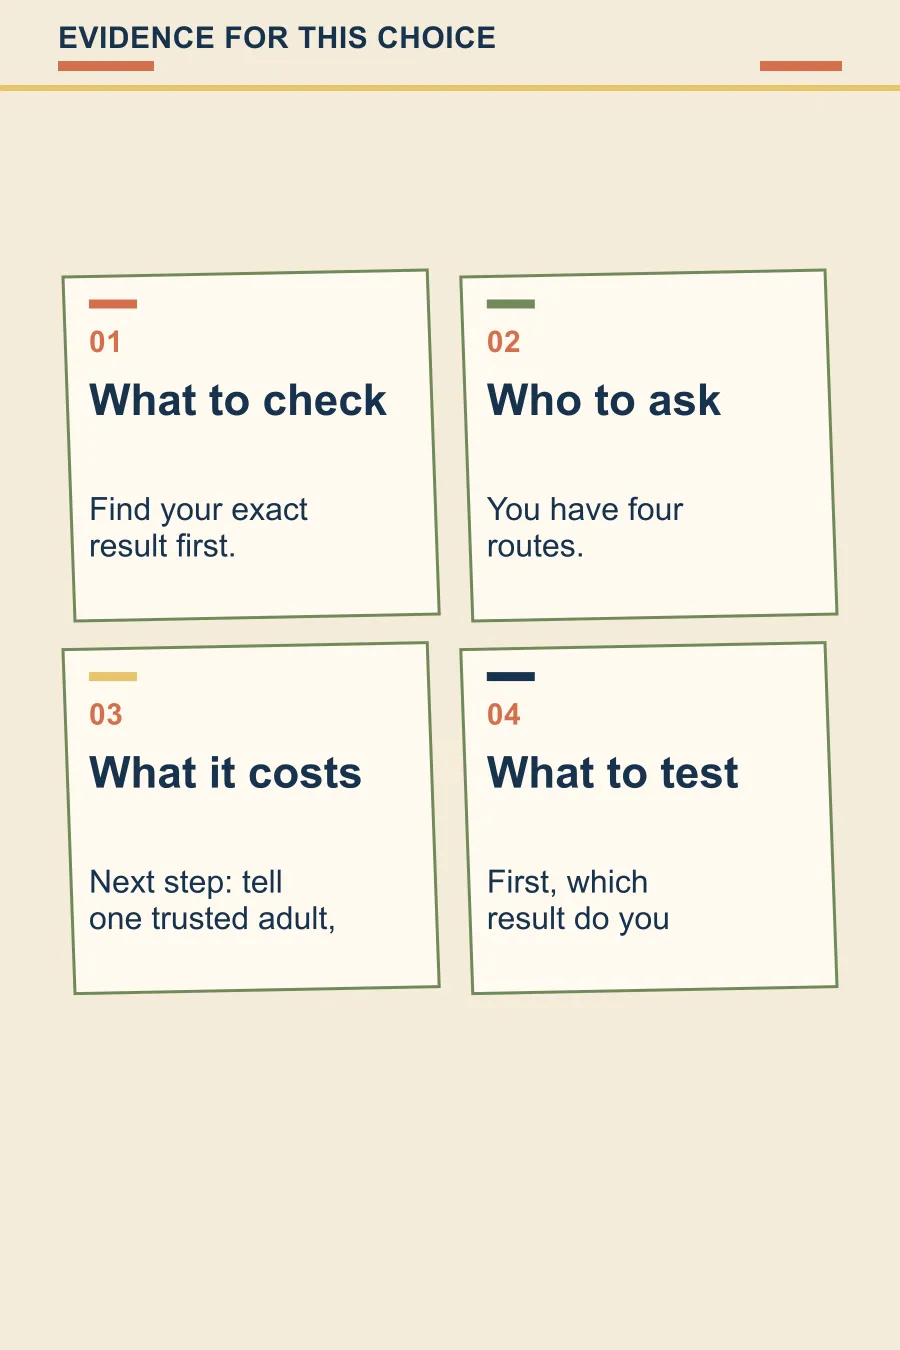 EVIDENCE FOR THIS CHOICE
01
What to check
Find your exact
result first.
02
Who to ask
You have four
routes.
03
What it costs
Next step: tell
one trusted adult,
04
What to test
First, which
result do you